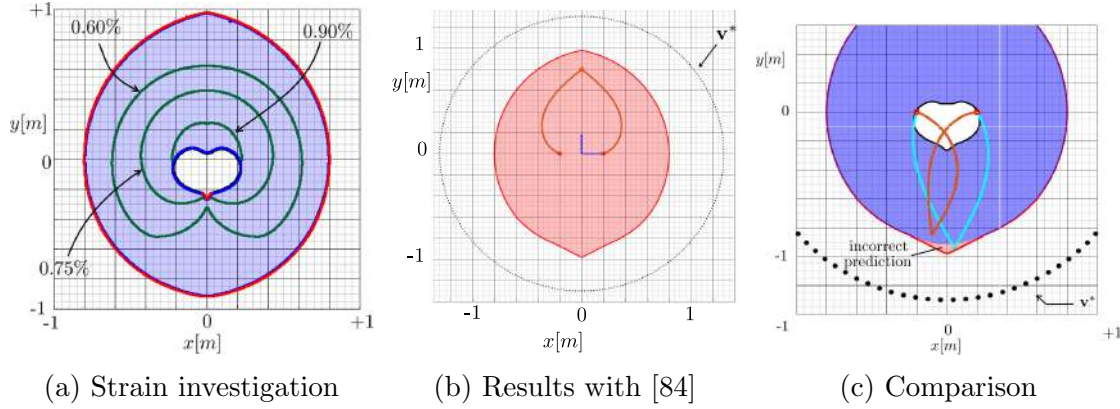 +1
0.60%
0.90%
y[m]
0
0.75%
-1
-1
0
+1
x[m]
(a) Strain investigation
1
v*
y[m]
0
-1
-1
0
1
x[m]
(b) Results with [84]
y[m]
0
incorrect
prediction
-1
v*
-1
0
+1
x[m]
(c) Comparison